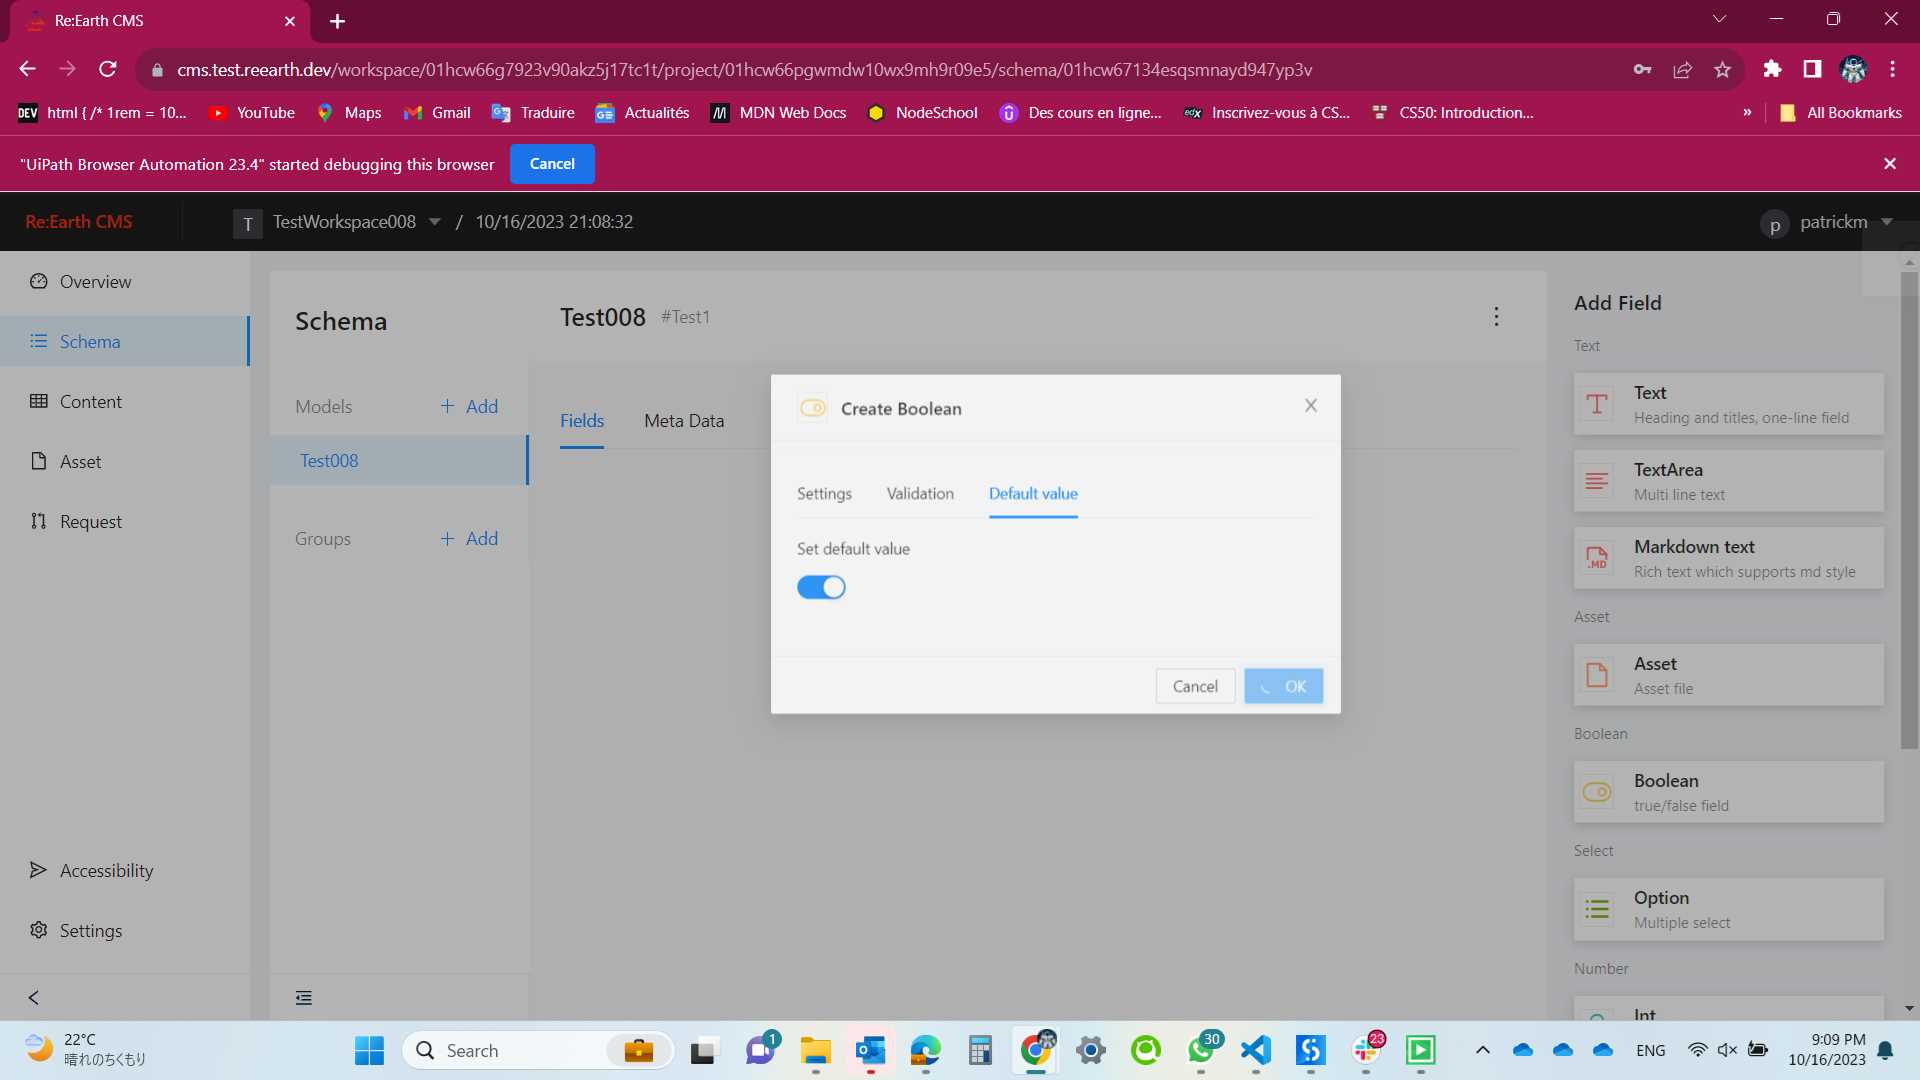 Re:Earth CMS
cms.test.reearth.dev/workspace/01hcw66g7923v90akz5j17tc1t/project/01hcw66pgwmdw10wx9mh9r09e5/schema/01hcw67134esqsmnayd947yp3v
DEV html { /* 1rem = 10... YouTube Maps Gmail Traduire Actualités MDN Web Docs NodeSchool Des cours en ligne... edX Inscrivez-vous à CS... CS50: Introduction... » All Bookmarks
"UiPath Browser Automation 23.4" started debugging this browser Cancel
Re:Earth CMS T TestWorkspace008 / 10/16/2023 21:08:32 p patrickm
Overview
Schema
Content
Asset
Request
Accessibility
Settings
Schema
Models + Add
Test008
Groups + Add
Test008 #Test1
Fields Meta Data
Create Boolean
Settings Validation Default value
Set default value
Cancel OK
Add Field
Text
Text
Heading and titles, one-line field
TextArea
Multi line text
Markdown text
.MD
Rich text which supports md style
Asset
Asset
Asset file
Boolean
Boolean
true/false field
Select
Option
Multiple select
Number
Int
22°C
晴れのちくもり
Search
1
30
23
ENG
9:09 PM
10/16/2023